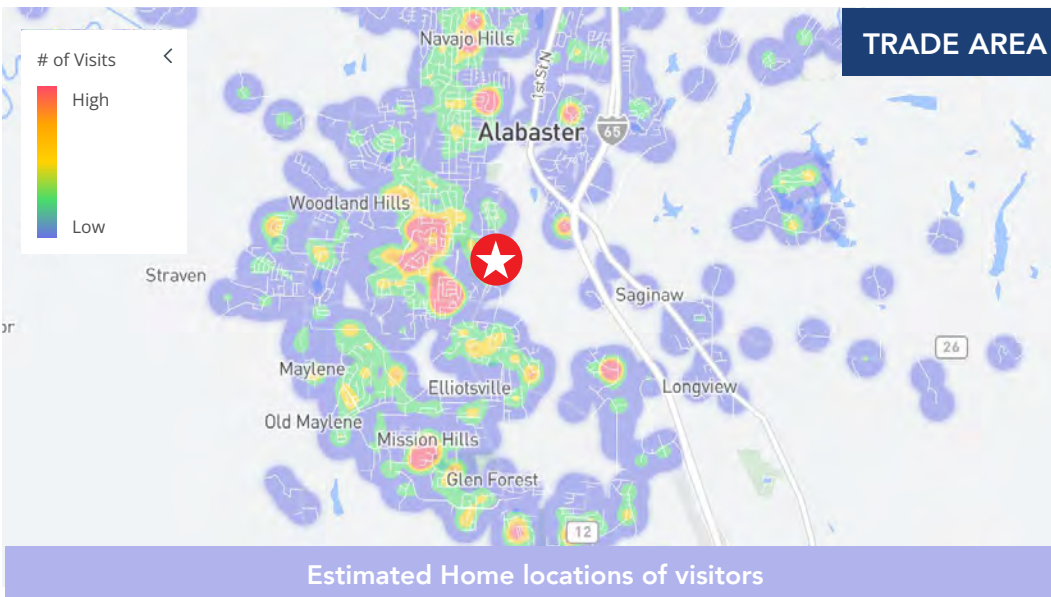 TRADE AREA
# of Visits
High
Low
Navajo Hills
1st St N
Alabaster
65
Woodland Hills
Straven
Saginaw
or
26
Maylene
Elliotsville
Longview
Old Maylene
Mission Hills
Glen Forest
12
Estimated Home locations of visitors